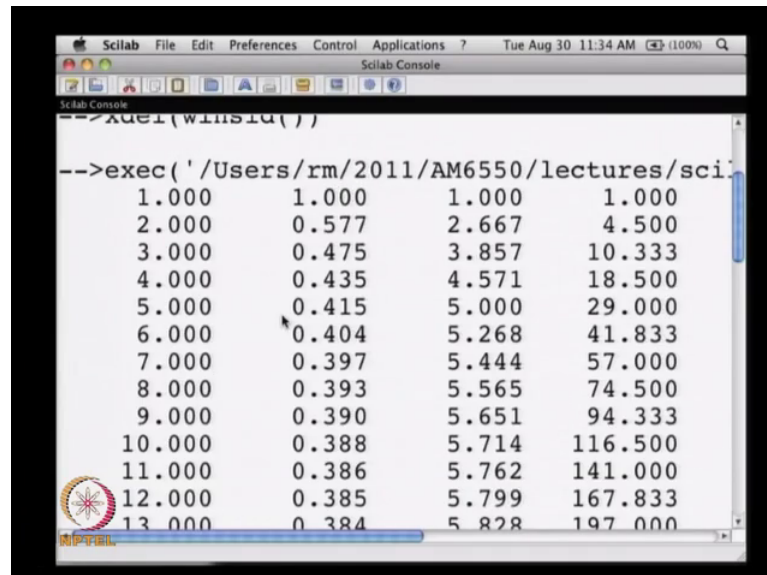 Scilab File Edit Preferences Control Applications ? Tue Aug 30 11:34 AM (100%)
Scilab Console
Scilab Console
-->xdel(winsid())
-->exec('/Users/rm/2011/AM6550/lectures/scil
1.000 1.000 1.000 1.000
2.000 0.577 2.667 4.500
3.000 0.475 3.857 10.333
4.000 0.435 4.571 18.500
5.000 0.415 5.000 29.000
6.000 0.404 5.268 41.833
7.000 0.397 5.444 57.000
8.000 0.393 5.565 74.500
9.000 0.390 5.651 94.333
10.000 0.388 5.714 116.500
11.000 0.386 5.762 141.000
12.000 0.385 5.799 167.833
13.000 0.384 5.828 197.000
NPTEL